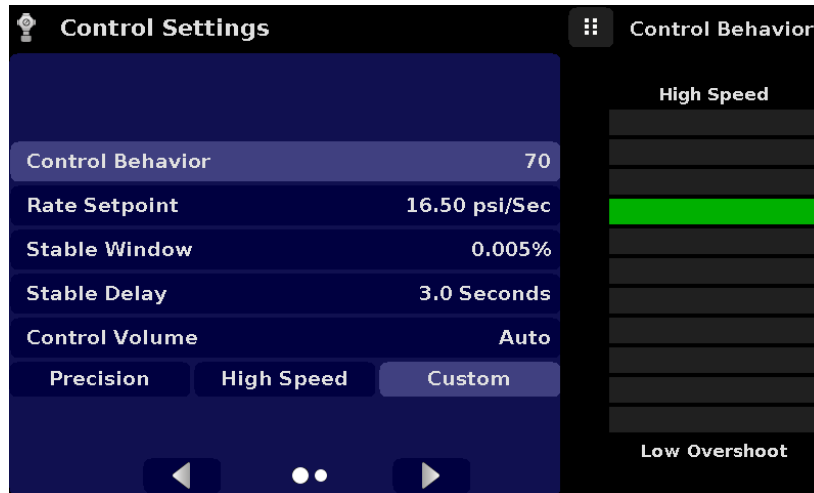 Control Settings
Control Behavior 70
Rate Setpoint 16.50 psi/Sec
Stable Window 0.005%
Stable Delay 3.0 Seconds
Control Volume Auto
Precision High Speed Custom
Control Behavior
High Speed
Low Overshoot